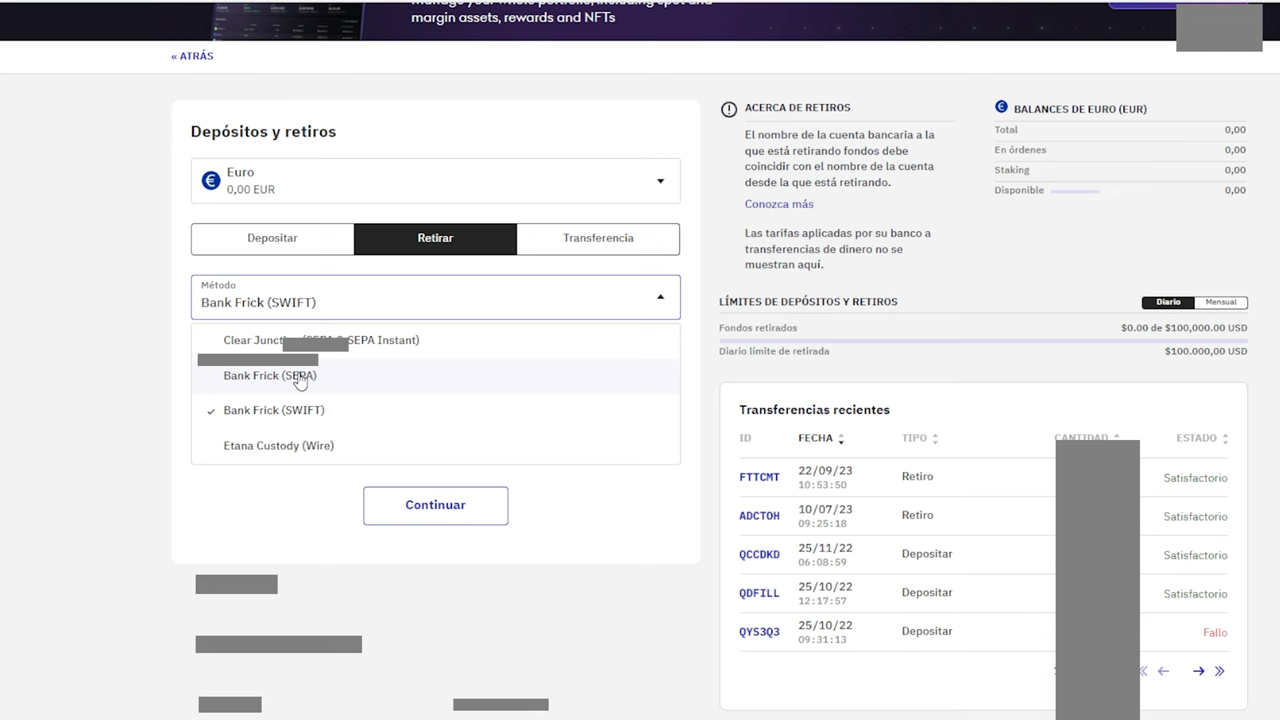 margin assets, rewards and NFTs
« ATRÁS
Depósitos y retiros
Euro
0,00 EUR
Depositar
Retirar
Transferencia
Método
Bank Frick (SWIFT)
Clear SEPA Instant)
Bank Frick (SEPA)
Bank Frick (SWIFT)
Etana Custody (Wire)
Continuar
ACERCA DE RETIROS
El nombre de la cuenta bancaria a la
que está retirando fondos debe
coincidir con el nombre de la cuenta
desde la que está retirando.
Conozca más
Las tarifas aplicadas por su banco a
transferencias de dinero no se
muestran aquí.
BALANCES DE EURO (EUR)
Total 0,00
En órdenes 0,00
Staking 0,00
Disponible 0,00
LÍMITES DE DEPÓSITOS Y RETIROS
Diario Mensual
Fondos retirados $0.00 de $100,000.00 USD
Diario límite de retirada $100.000,00 USD
Transferencias recientes
ID FECHA TIPO CANTIDAD ESTADO
FTTCMT 22/09/23 Retiro Satisfactorio
10:53:50
ADCTOH 10/07/23 Retiro Satisfactorio
09:25:18
QCCDKD 25/11/22 Depositar Satisfactorio
06:08:59
QDFILL 25/10/22 Depositar Satisfactorio
12:17:57
QYS3Q3 25/10/22 Depositar Fallo
09:31:13